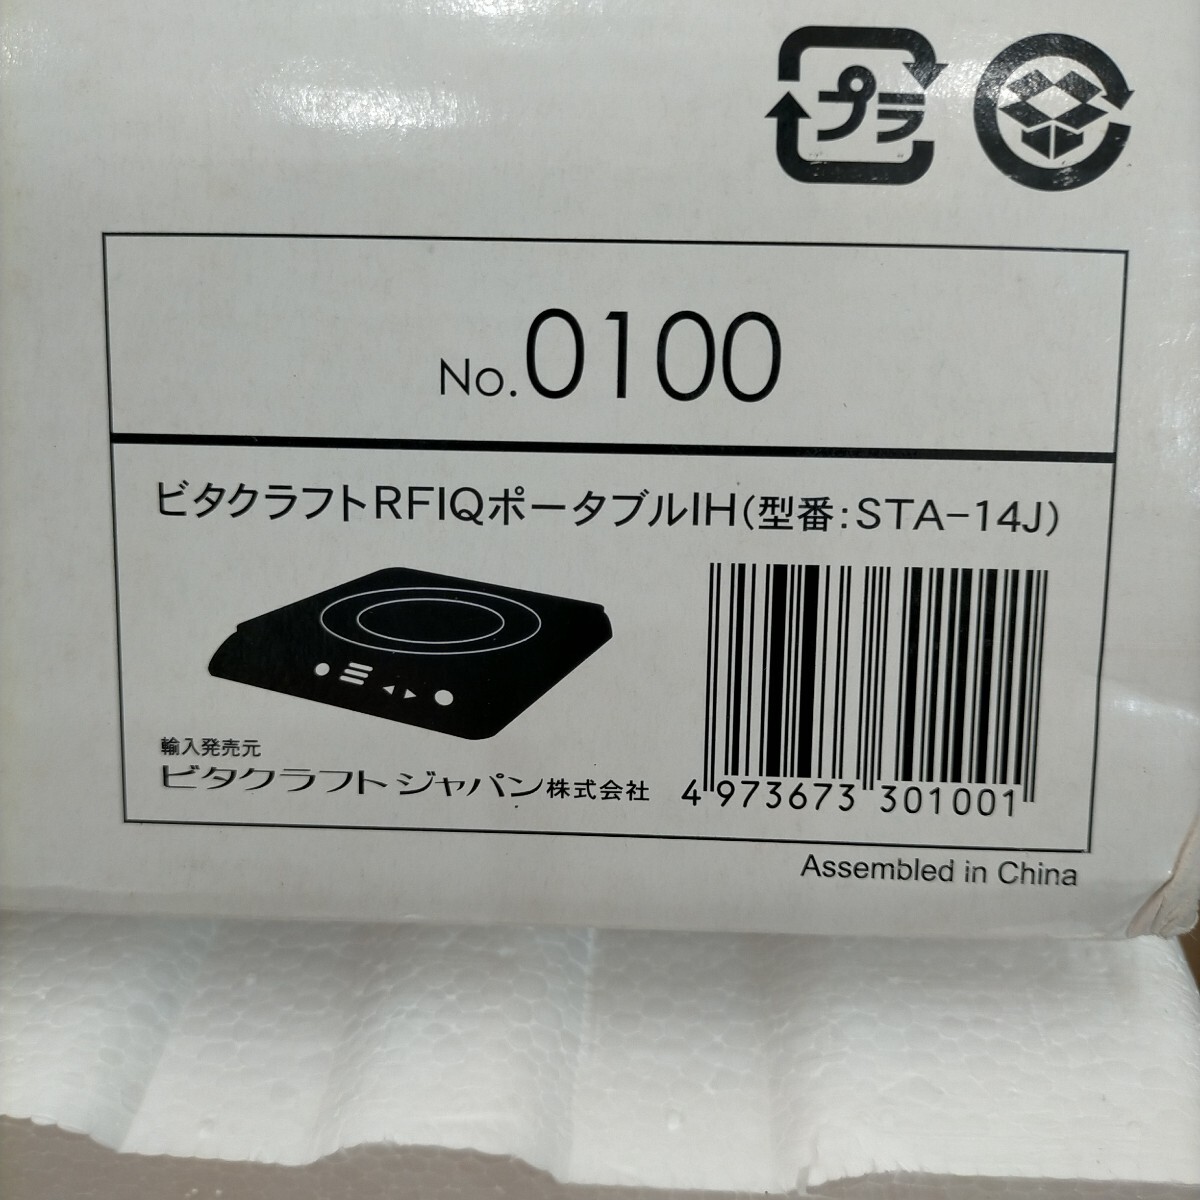 プラ
No.0100
ビタクラフトRFIQポータブルIH(型番:STA-14J)
輸入発売元
ビタクラフト ジャパン株式会社
4 973673 301001
Assembled in China